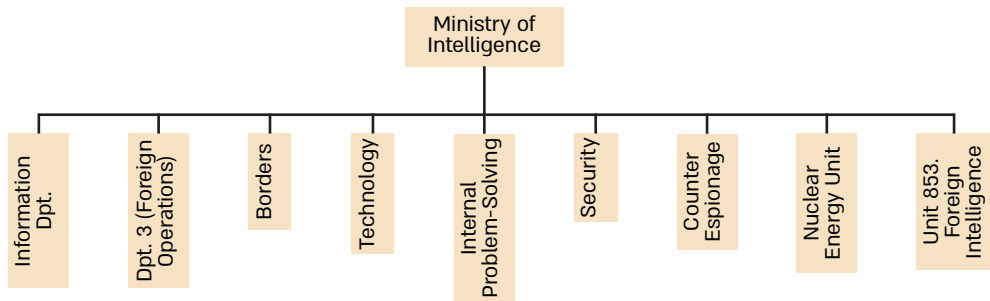 Ministry of
Intelligence
Information
Dpt.
Dpt. 3 (Foreign
Operations)
Borders
Technology
Internal
Problem-Solving
Security
Counter
Espionage
Nuclear
Energy Unit
Unit 853.
Foreign
Intelligence